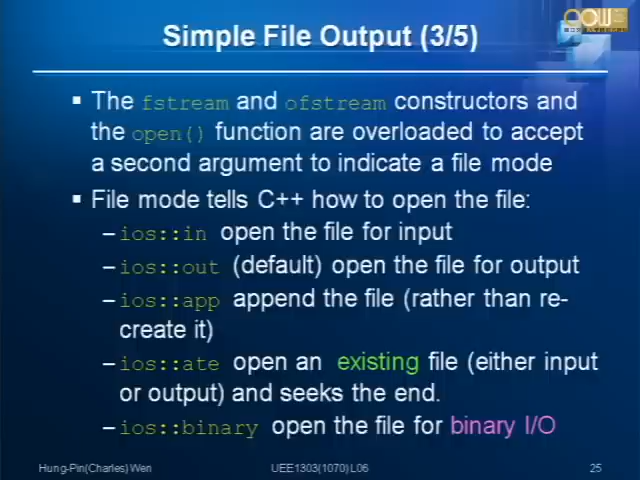 Simple File Output (3/5)
▪ The fstream and ofstream constructors and
the open() function are overloaded to accept
a second argument to indicate a file mode
▪ File mode tells C++ how to open the file:
–ios::in open the file for input
–ios::out (default) open the file for output
–ios::app append the file (rather than re-
create it)
–ios::ate open an existing file (either input
or output) and seeks the end.
–ios::binary open the file for binary I/O
Hung-Pin(Charles) Wen
UEE1303(1070) L06
25